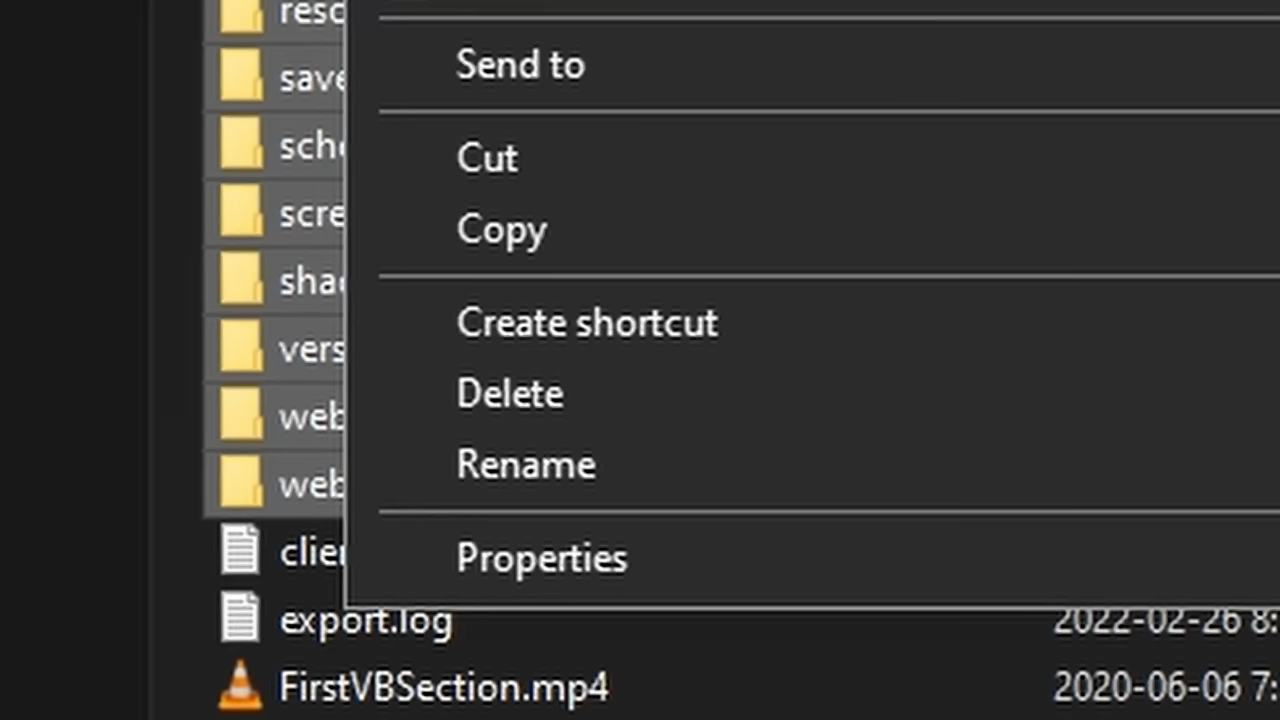 resc
save
sche
scre
shad
vers
web
web
clien
Send to
Cut
Copy
Create shortcut
Delete
Rename
Properties
export.log 2022-02-26 8:
FirstVBSection.mp4 2020-06-06 7: